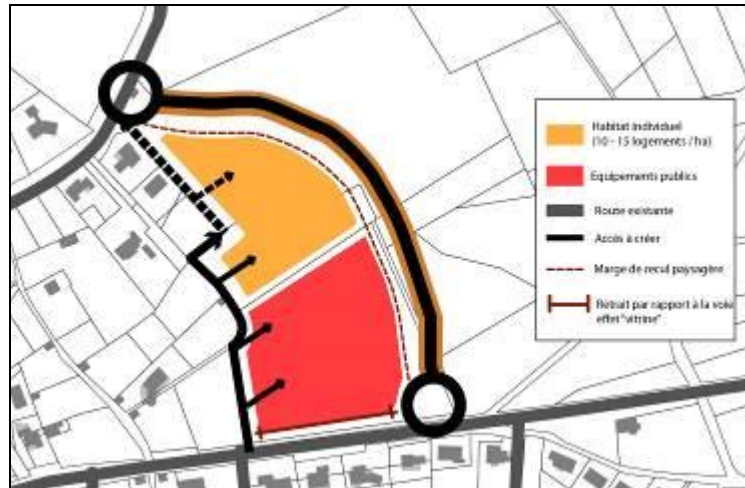 Habitat individuel
(10 - 15 logements / ha)
Equipements publics
Route existante
Accès à créer
Marge de recul paysagère
Retrait par rapport à la voie
effet "vitrine"